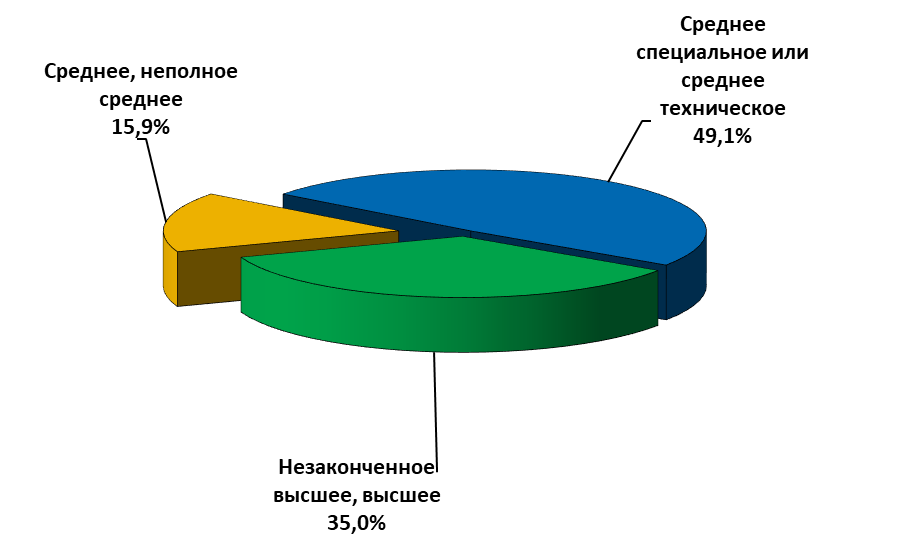 Среднее
специальное или
среднее
техническое
49,1%
Среднее, неполное
среднее
15,9%
Незаконченное
высшее, высшее
35,0%